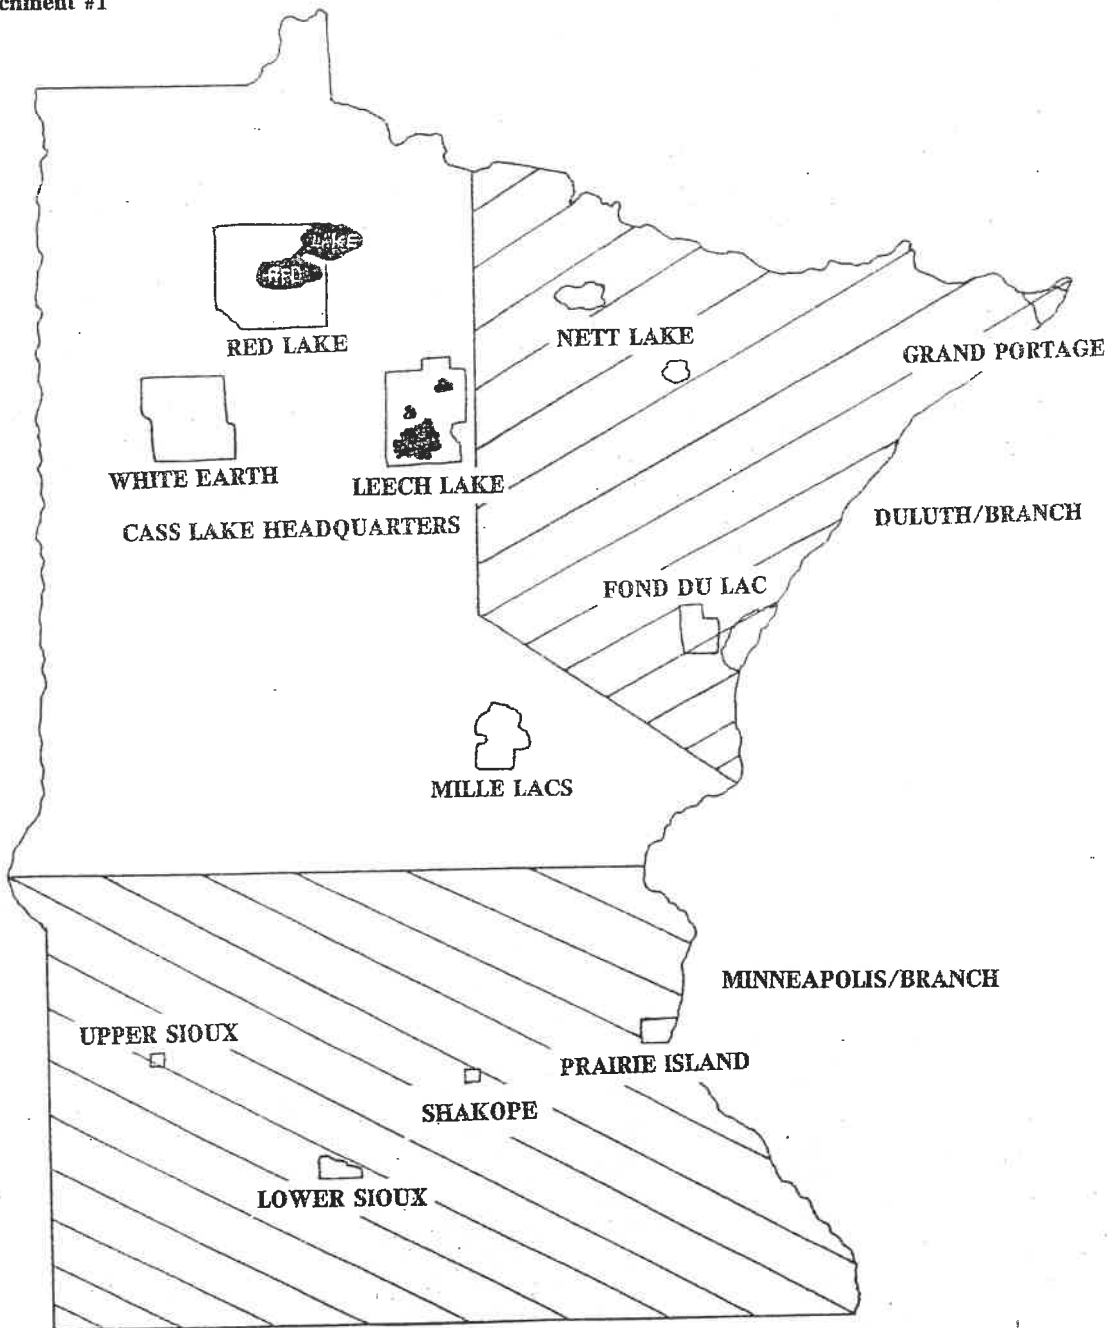 chment #1
LAKE
RED
RED LAKE
NETT LAKE
GRAND PORTAGE
WHITE EARTH
LEECH LAKE
CASS LAKE HEADQUARTERS
DULUTH/BRANCH
FOND DU LAC
MILLE LACS
MINNEAPOLIS/BRANCH
UPPER SIOUX
PRAIRIE ISLAND
SHAKOPE
LOWER SIOUX